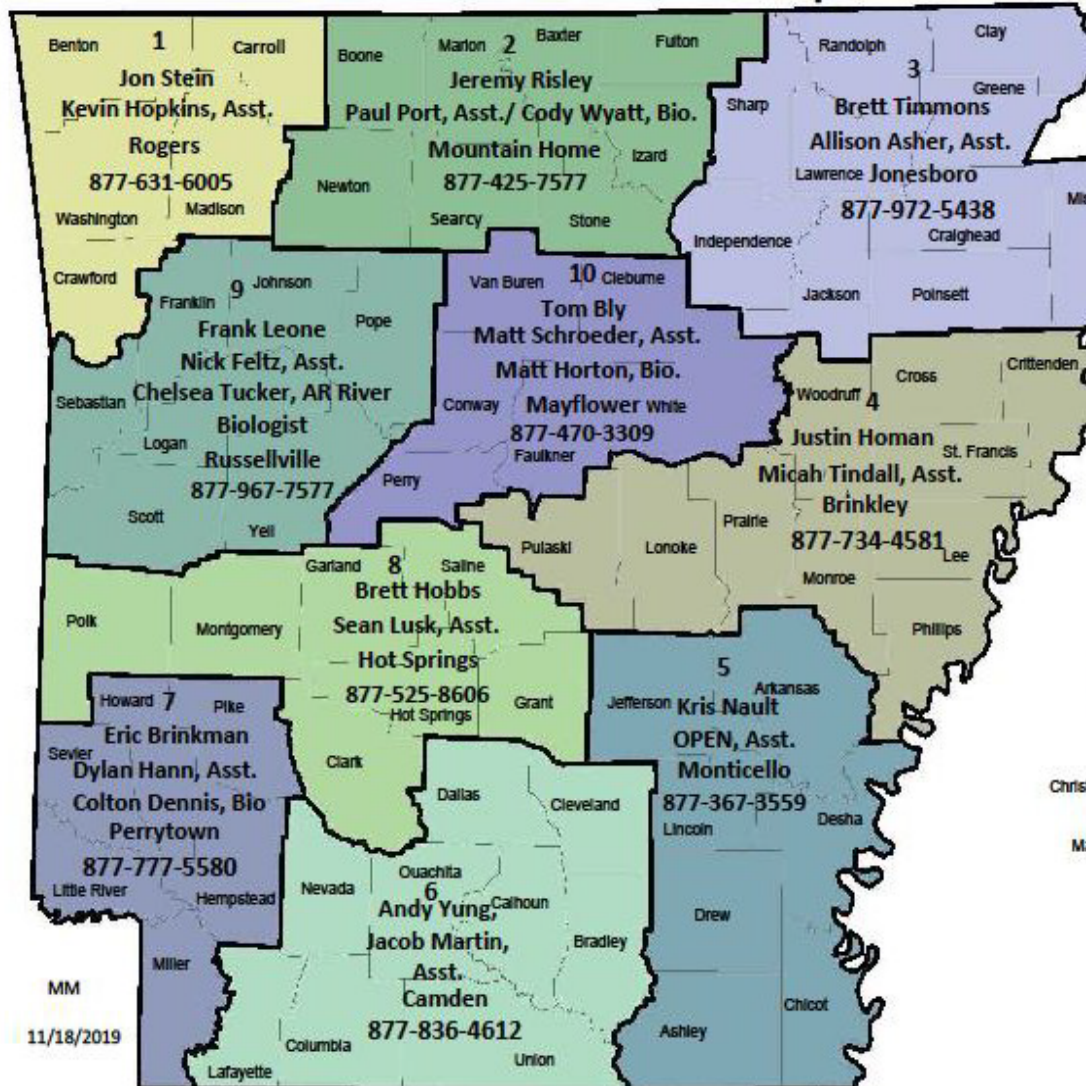 Benton
1
Carroll
Jon Stein
Kevin Hopkins, Asst.
Rogers
877-631-6005
Washington
Madison
Crawford
Boone
Marion
2
Baxter
Fulton
Jeremy Risley
Paul Port, Asst./ Cody Wyatt, Bio.
Mountain Home
Izard
Newton
877-425-7577
Searcy
Stone
Randolph
Clay
3
Greene
Sharp
Brett Timmons
Allison Asher, Asst.
Lawrence
Jonesboro
877-972-5438
Independence
Craighead
Jackson
Poinsett
Franklin
9
Johnson
Pope
Frank Leone
Nick Feltz, Asst.
Sebastian
Chelsea Tucker, AR River
Biologist
Logan
Russellville
877-967-7577
Scott
Yell
Van Buren
10
Cleburne
Tom Bly
Matt Schroeder, Asst.
Matt Horton, Bio.
Conway
Mayflower
White
877-470-3309
Faulkner
Perry
Cross
Crittenden
Woodruff
4
Justin Homan
St. Francis
Micah Tindall, Asst.
Brinkley
Prairie
877-734-4581
Lee
Pulaski
Lonoke
Monroe
Phillips
Garland
8
Saline
Brett Hobbs
Polk
Montgomery
Sean Lusk, Asst.
Hot Springs
877-525-8606
Hot Springs
Grant
Clark
5
Arkansas
Jefferson
Kris Nault
OPEN, Asst.
Monticello
877-367-3559
Lincoln
Desha
Drew
Chicot
Ashley
Howard
7
Pike
Eric Brinkman
Sevier
Dylan Hann, Asst.
Colton Dennis, Bio
Perrytown
877-777-5580
Little River
Hempstead
Miller
Dallas
Cleveland
Nevada
Ouachita
6
Calhoun
Andy Yung,
Jacob Martin,
Asst.
Bradley
Camden
877-836-4612
Columbia
Union
Lafayette
Chris
Ma
MM
11/18/2019